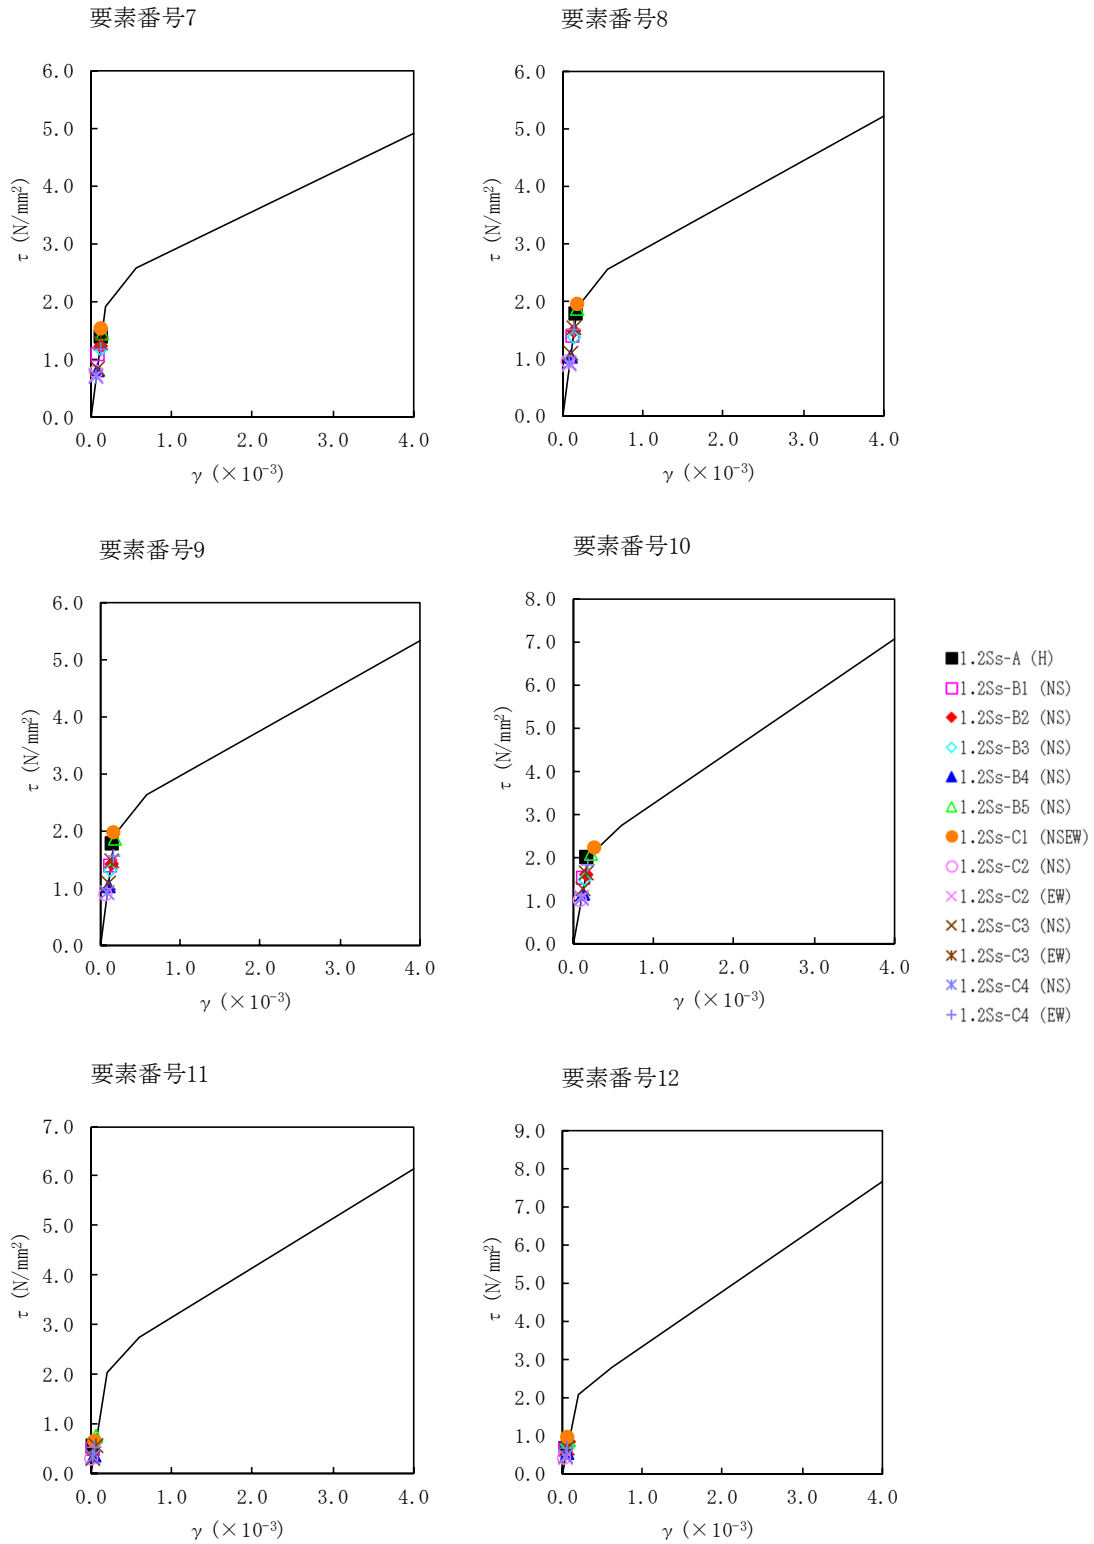 要素番号7
6.0
5.0
4.0
3.0
2.0
1.0
0.0
τ (N/mm²)
0.0 1.0 2.0 3.0 4.0
γ (×10⁻³)
要素番号8
6.0
5.0
4.0
3.0
2.0
1.0
0.0
τ (N/mm²)
0.0 1.0 2.0 3.0 4.0
γ (×10⁻³)
要素番号9
6.0
5.0
4.0
3.0
2.0
1.0
0.0
τ (N/mm²)
0.0 1.0 2.0 3.0 4.0
γ (×10⁻³)
要素番号10
8.0
7.0
6.0
5.0
4.0
3.0
2.0
1.0
0.0
τ (N/mm²)
0.0 1.0 2.0 3.0 4.0
γ (×10⁻³)
1.2Ss-A (H)
1.2Ss-B1 (NS)
1.2Ss-B2 (NS)
1.2Ss-B3 (NS)
1.2Ss-B4 (NS)
1.2Ss-B5 (NS)
1.2Ss-C1 (NSEW)
1.2Ss-C2 (NS)
1.2Ss-C2 (EW)
1.2Ss-C3 (NS)
1.2Ss-C3 (EW)
1.2Ss-C4 (NS)
1.2Ss-C4 (EW)
要素番号11
7.0
6.0
5.0
4.0
3.0
2.0
1.0
0.0
τ (N/mm²)
0.0 1.0 2.0 3.0 4.0
γ (×10⁻³)
要素番号12
9.0
8.0
7.0
6.0
5.0
4.0
3.0
2.0
1.0
0.0
τ (N/mm²)
0.0 1.0 2.0 3.0 4.0
γ (×10⁻³)